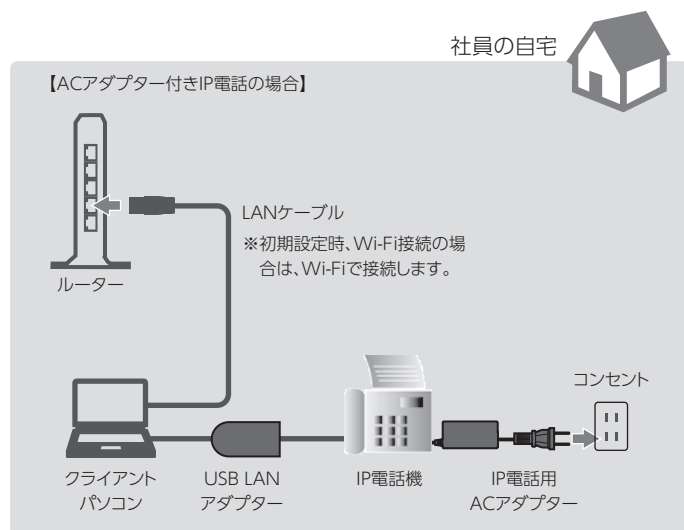 社員の自宅
【ACアダプター付きIP電話の場合】
LANケーブル
※初期設定時、Wi-Fi接続の場
合は、Wi-Fiで接続します。
ルーター
コンセント
クライアント
パソコン
USB LAN
アダプター
IP電話機
IP電話用
ACアダプター